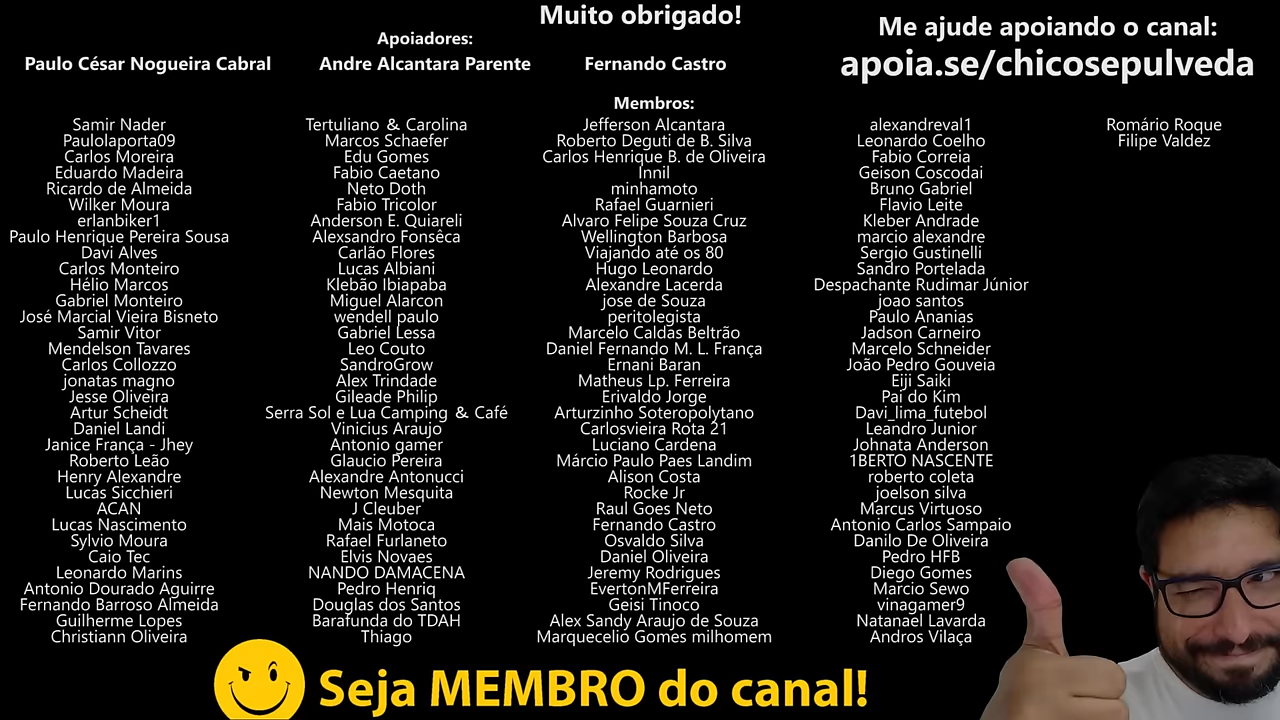 Muito obrigado!
Apoiadores:
Paulo César Nogueira Cabral
Andre Alcantara Parente
Fernando Castro
Me ajude apoiando o canal:
apoia.se/chicosepulveda
Membros:
Samir Nader
Paulolaporta09
Carlos Moreira
Eduardo Madeira
Ricardo de Almeida
Wilker Moura
erlanbiker1
Paulo Henrique Pereira Sousa
Davi Alves
Carlos Monteiro
Hélio Marcos
Gabriel Monteiro
José Marcial Vieira Bisneto
Samir Vitor
Mendelson Tavares
Carlos Collozzo
jonatas magno
Jesse Oliveira
Artur Scheidt
Daniel Landi
Janice França - Jhey
Roberto Leão
Henry Alexandre
Lucas Sicchieri
ACAN
Lucas Nascimento
Sylvio Moura
Caio Tec
Leonardo Marins
Antonio Dourado Aguirre
Fernando Barroso Almeida
Guilherme Lopes
Christiann Oliveira
Tertuliano & Carolina
Marcos Schaefer
Edu Gomes
Fabio Caetano
Neto Doth
Fabio Tricolor
Anderson E. Quiareli
Alexsandro Fonsêca
Carlão Flores
Lucas Albiani
Klebão Ibiapaba
Miguel Alarcon
wendell paulo
Gabriel Lessa
Leo Couto
SandroGrow
Alex Trindade
Gileade Philip
Serra Sol e Lua Camping & Café
Vinicius Araujo
Antonio gamer
Glaucio Pereira
Alexandre Antonucci
Newton Mesquita
J Cleuber
Mais Motoca
Rafael Furlaneto
Elvis Novaes
NANDO DAMACENA
Pedro Henriq
Douglas dos Santos
Barafunda do TDAH
Thiago
Jefferson Alcantara
Roberto Deguti de B. Silva
Carlos Henrique B. de Oliveira
Innil
minhamoto
Rafael Guarnieri
Alvaro Felipe Souza Cruz
Wellington Barbosa
Viajando até os 80
Hugo Leonardo
Alexandre Lacerda
jose de Souza
peritolegista
Marcelo Caldas Beltrão
Daniel Fernando M. L. França
Ernani Baran
Matheus Lp. Ferreira
Erivaldo Jorge
Arturzinho Soteropolytano
Carlosvieira Rota 21
Luciano Cardena
Márcio Paulo Paes Landim
Alison Costa
Rocke Jr
Raul Goes Neto
Fernando Castro
Osvaldo Silva
Daniel Oliveira
Jeremy Rodrigues
EvertonMFerreira
Geisi Tinoco
Alex Sandy Araujo de Souza
Marquecelio Gomes milhomem
alexandreval1
Leonardo Coelho
Fabio Correia
Geison Coscodai
Bruno Gabriel
Flavio Leite
Kleber Andrade
marcio alexandre
Sergio Gustinelli
Sandro Portelada
Despachante Rudimar Júnior
joao santos
Paulo Ananias
Jadson Carneiro
Marcelo Schneider
João Pedro Gouveia
Eiji Saiki
Pai do Kim
Davi_lima_futebol
Leandro Junior
Johnata Anderson
1BERTO NASCENTE
roberto coleta
joelson silva
Marcus Virtuoso
Antonio Carlos Sampaio
Danilo De Oliveira
Pedro HFB
Diego Gomes
Marcio Sewo
vinagamer9
Natanael Lavarda
Andros Vilaça
Romário Roque
Filipe Valdez
Seja MEMBRO do canal!